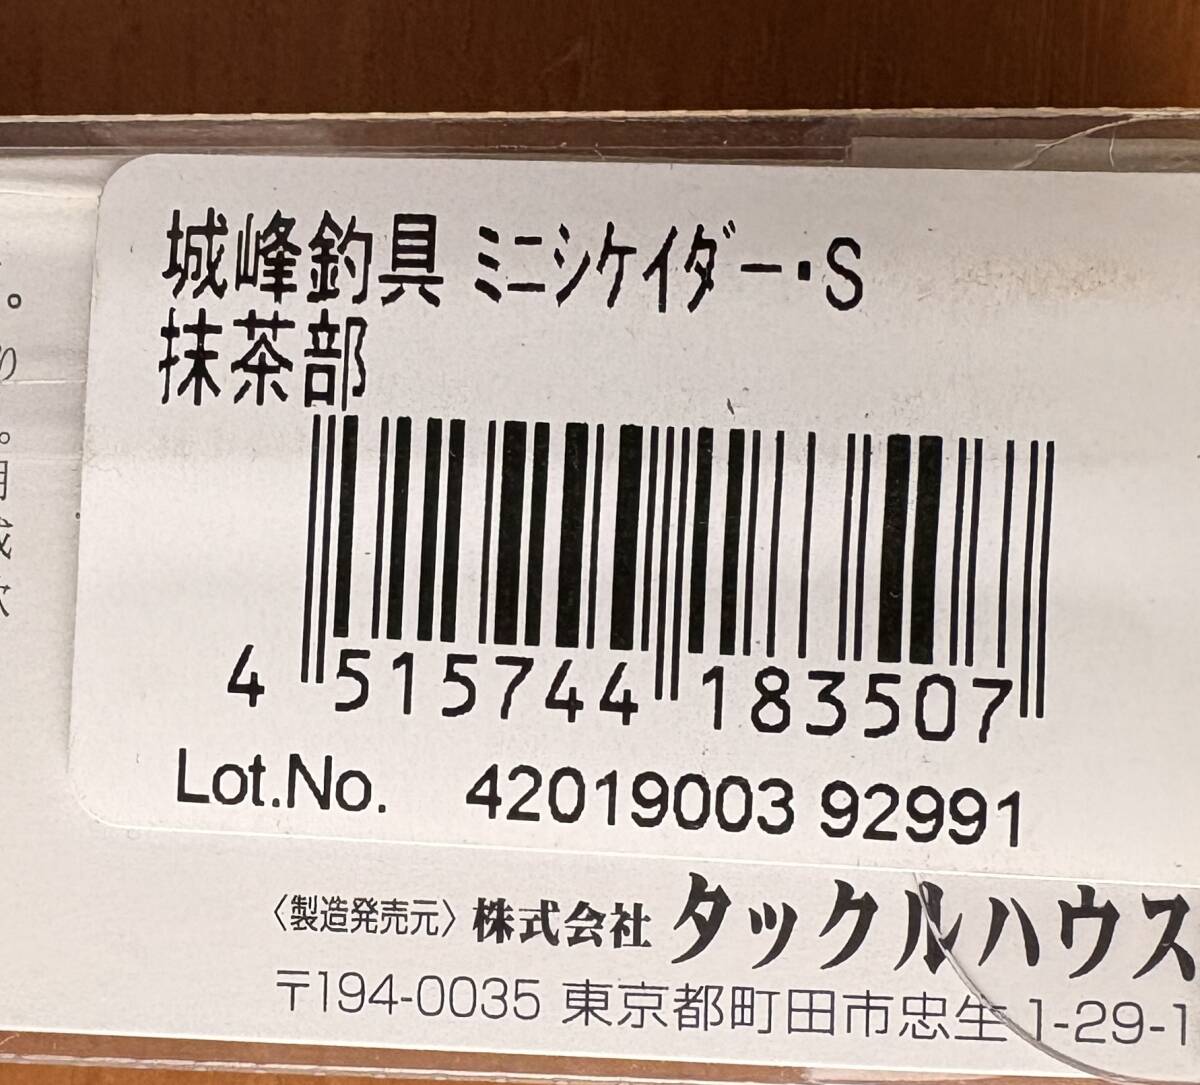 城峰釣具 ミニシケイダー・S
抹茶部
4 515744 183507
Lot.No. 42019003 92991
〈製造発売元〉株式会社 タックルハウス
〒194-0035 東京都町田市忠生1-29-1